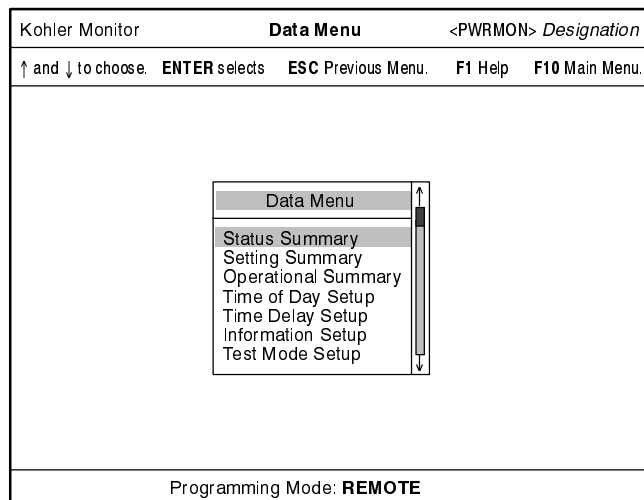 Kohler Monitor Data Menu <PWRMON> Designation
↑ and ↓ to choose. ENTER selects ESC Previous Menu. F1 Help F10 Main Menu.
Data Menu
Status Summary
Setting Summary
Operational Summary
Time of Day Setup
Time Delay Setup
Information Setup
Test Mode Setup
Programming Mode: REMOTE